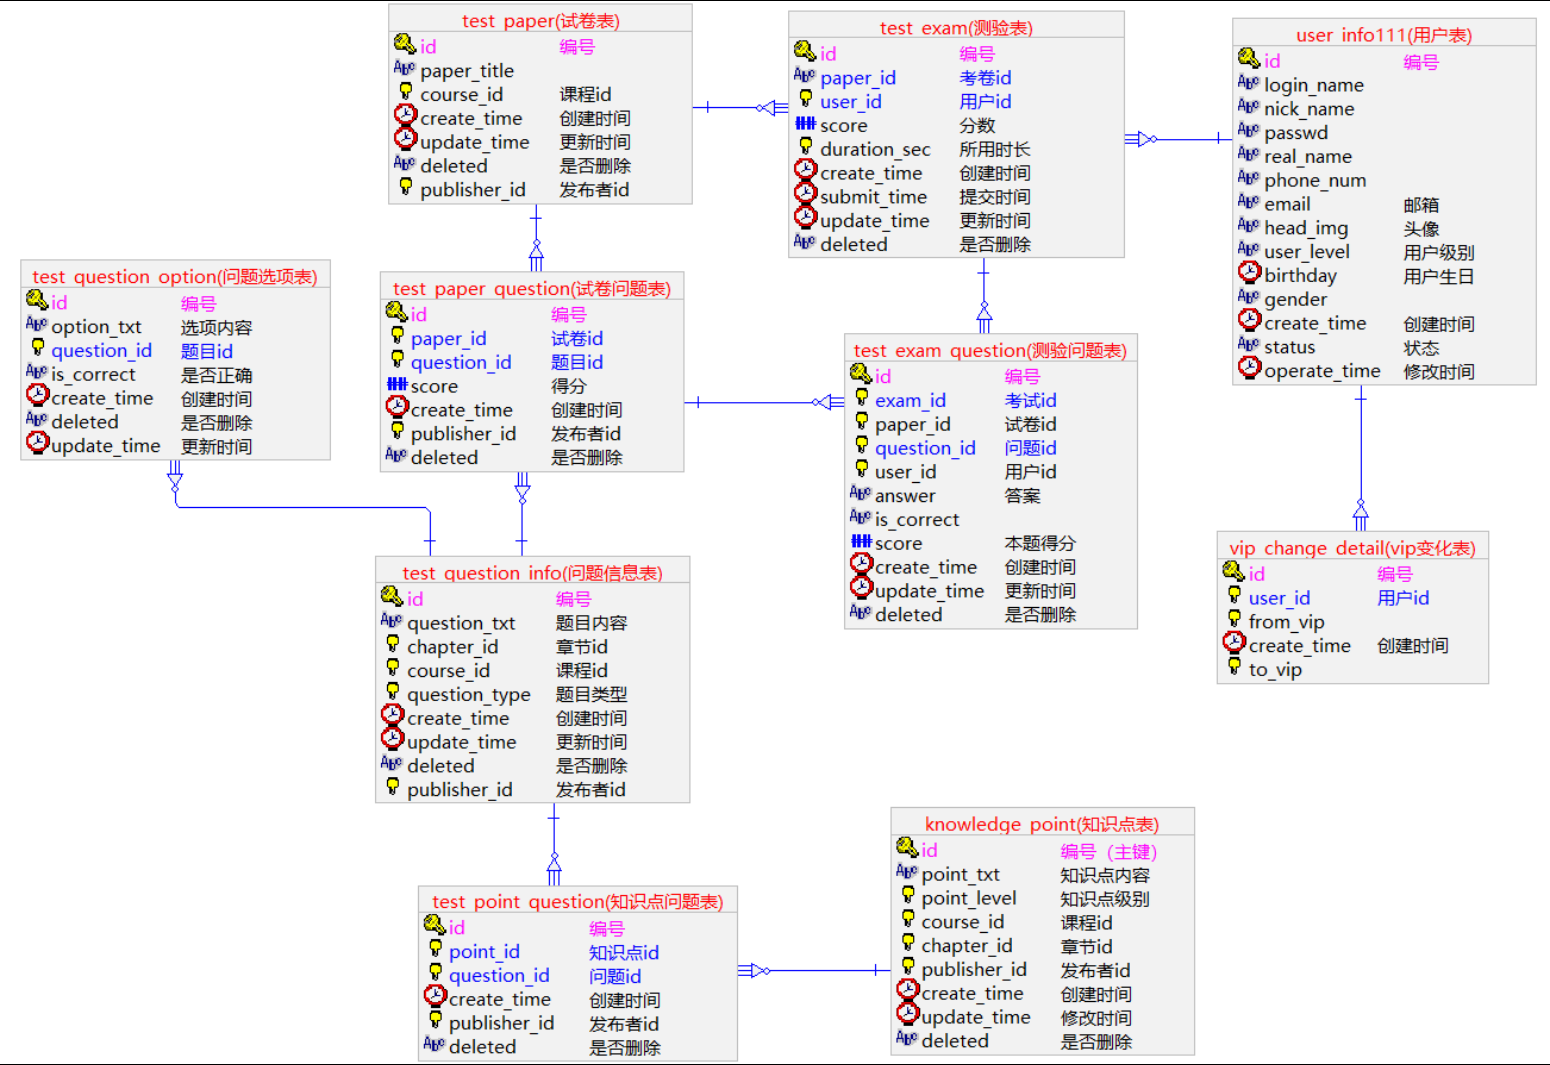 test_paper(试卷表)
id 编号
paper_title
course_id 课程id
create_time 创建时间
update_time 更新时间
deleted 是否删除
publisher_id 发布者id
test_exam(测验表)
id 编号
paper_id 考卷id
user_id 用户id
score 分数
duration_sec 所用时长
create_time 创建时间
submit_time 提交时间
update_time 更新时间
deleted 是否删除
user_info111(用户表)
id 编号
login_name
nick_name
passwd
real_name
phone_num
email 邮箱
head_img 头像
user_level 用户级别
birthday 用户生日
gender
create_time 创建时间
status 状态
operate_time 修改时间
test_question_option(问题选项表)
id 编号
option_txt 选项内容
question_id 题目id
is_correct 是否正确
create_time 创建时间
deleted 是否删除
update_time 更新时间
test_paper_question(试卷问题表)
id 编号
paper_id 试卷id
question_id 题目id
score 得分
create_time 创建时间
publisher_id 发布者id
deleted 是否删除
test_exam_question(测验问题表)
id 编号
exam_id 考试id
paper_id 试卷id
question_id 问题id
user_id 用户id
answer 答案
is_correct
score 本题得分
create_time 创建时间
update_time 更新时间
deleted 是否删除
vip_change_detail(vip变化表)
id 编号
user_id 用户id
from_vip
create_time 创建时间
to_vip
test_question_info(问题信息表)
id 编号
question_txt 题目内容
chapter_id 章节id
course_id 课程id
question_type 题目类型
create_time 创建时间
update_time 更新时间
deleted 是否删除
publisher_id 发布者id
knowledge_point(知识点表)
id 编号（主键）
point_txt 知识点内容
point_level 知识点级别
course_id 课程id
chapter_id 章节id
publisher_id 发布者id
create_time 创建时间
update_time 修改时间
deleted 是否删除
test_point_question(知识点问题表)
id 编号
point_id 知识点id
question_id 问题id
create_time 创建时间
publisher_id 发布者id
deleted 是否删除